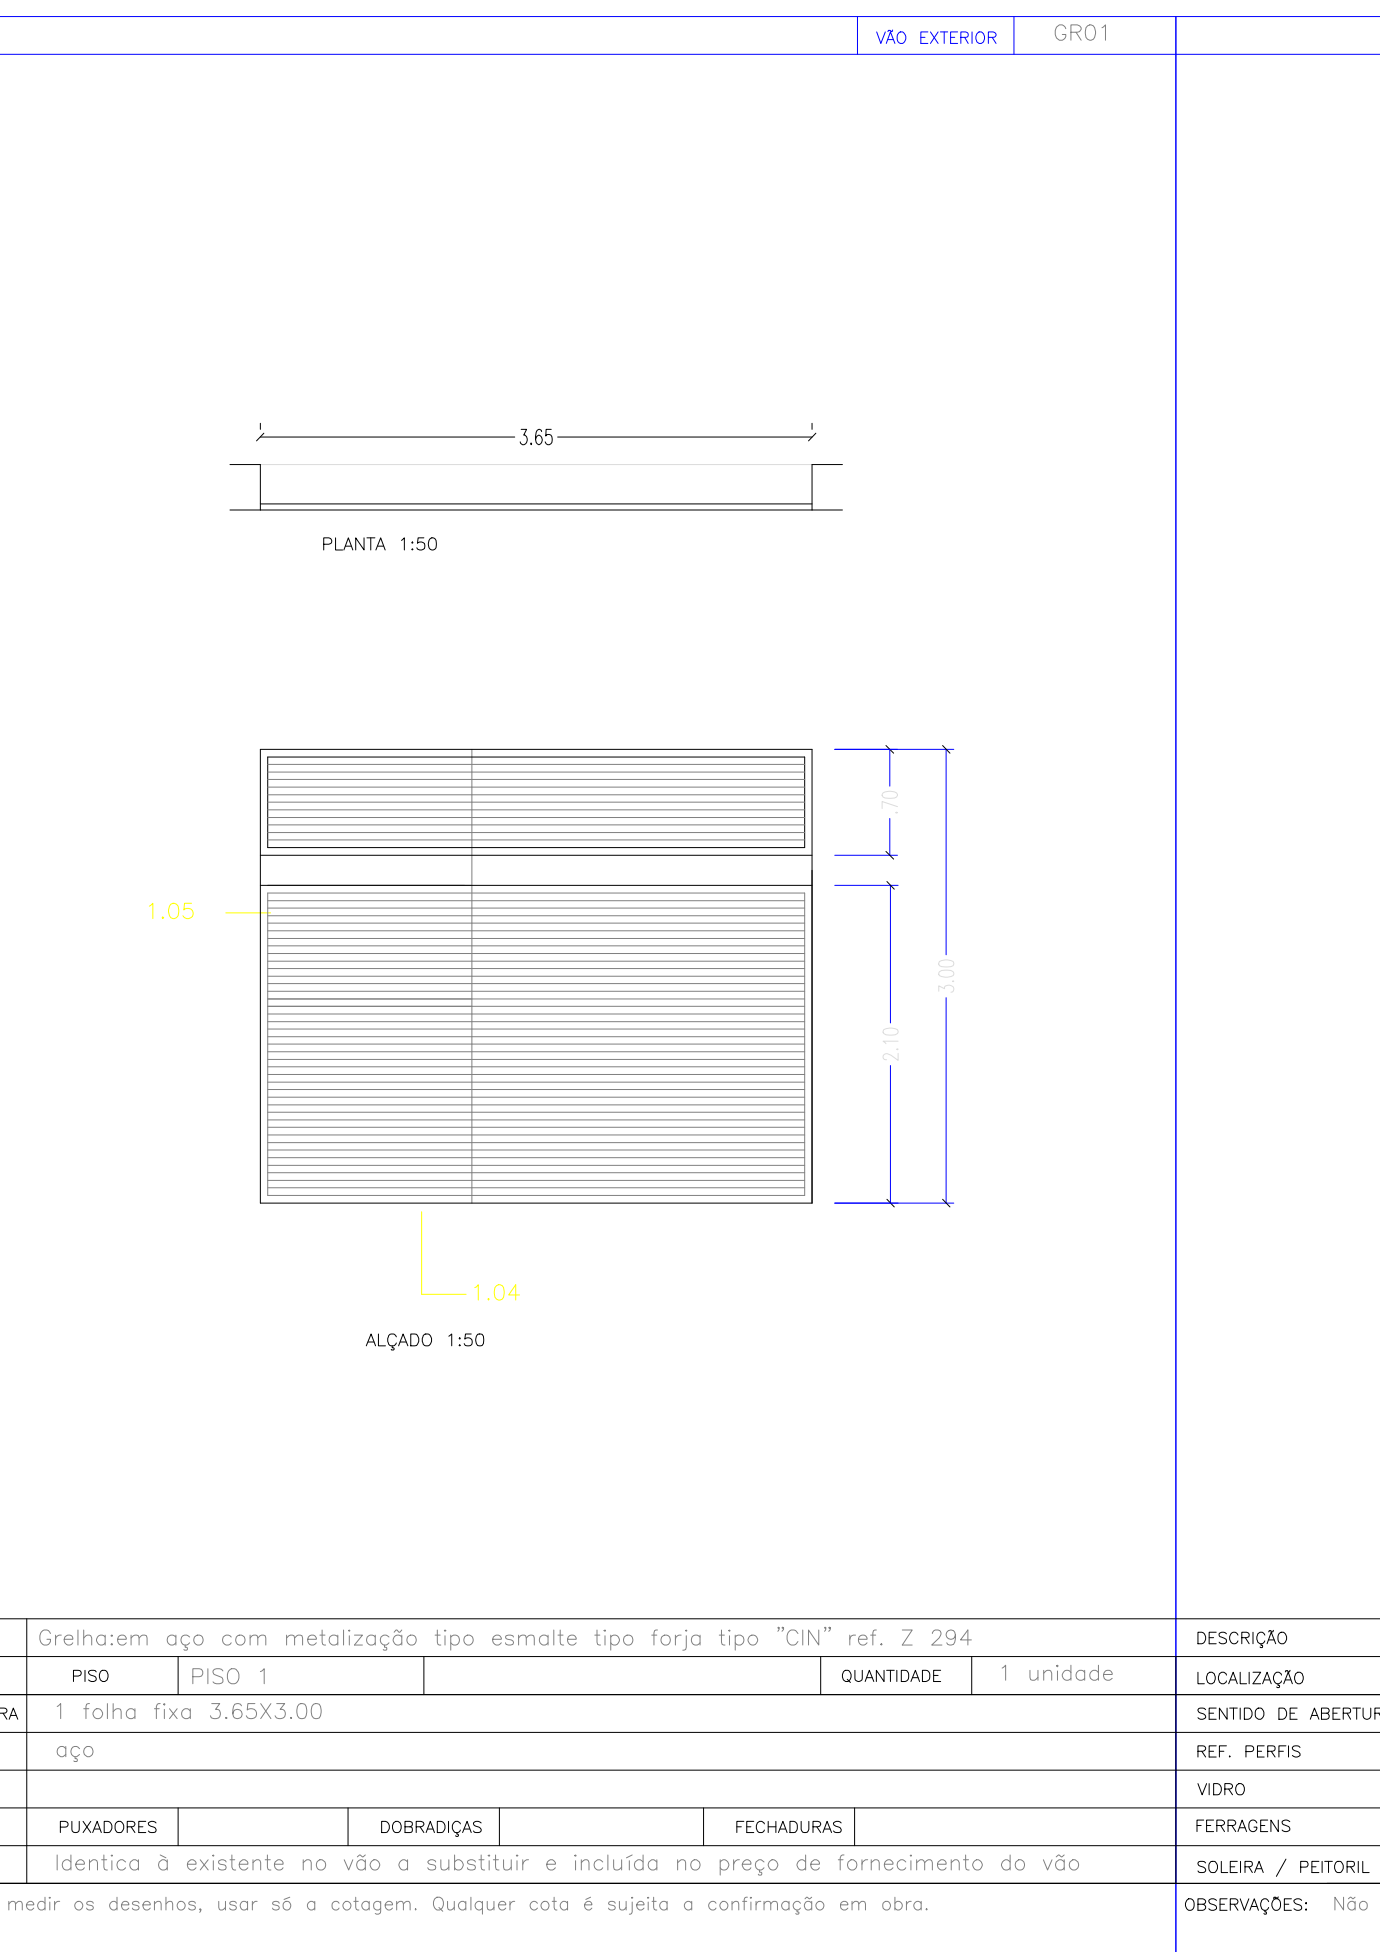 VÃO EXTERIOR GR01
3.65
PLANTA 1:50
.70
1.05
3.00
2.10
1.04
ALÇADO 1:50
Grelha:em aço com metalização tipo esmalte tipo forja tipo "CIN" ref. Z 294 DESCRIÇÃO
PISO PISO 1 QUANTIDADE 1 unidade LOCALIZAÇÃO
RA 1 folha fixa 3.65X3.00 SENTIDO DE ABERTUR
aço REF. PERFIS
VIDRO
PUXADORES DOBRADIÇAS FECHADURAS FERRAGENS
Identica à existente no vão a substituir e incluída no preço de fornecimento do vão SOLEIRA / PEITORIL
medir os desenhos, usar só a cotagem. Qualquer cota é sujeita a confirmação em obra. OBSERVAÇÕES: Não